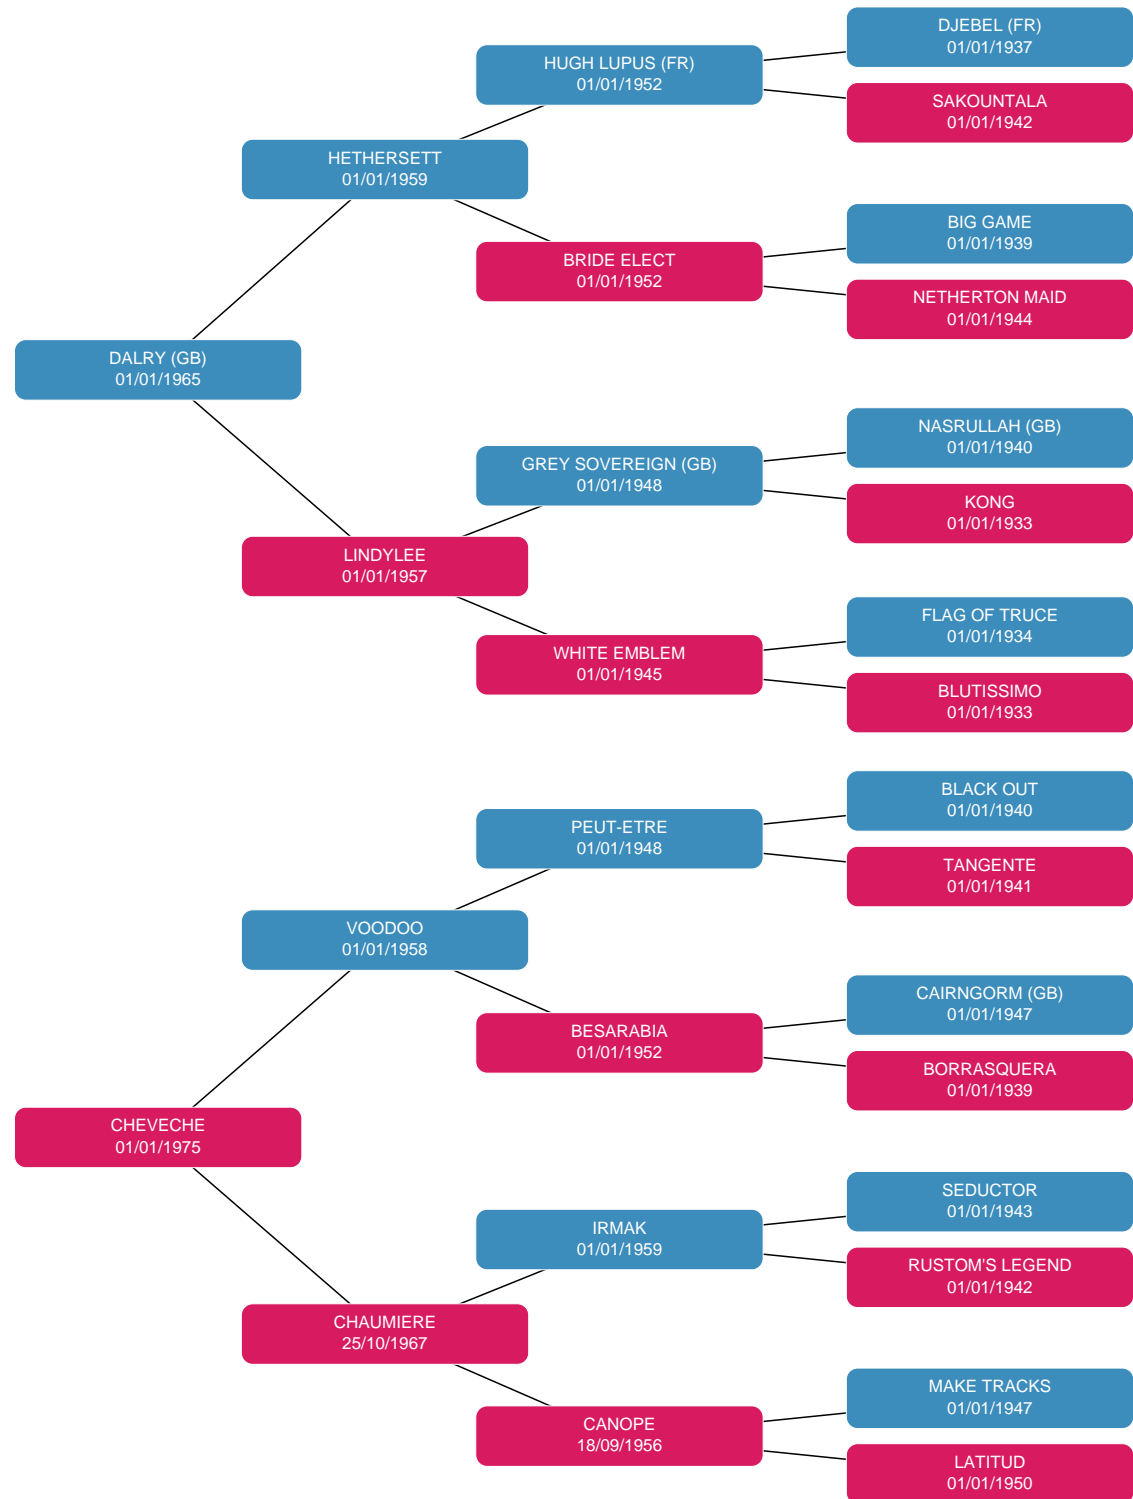 DJEBEL (FR)
01/01/1937
HUGH LUPUS (FR)
01/01/1952
SAKOUNTALA
01/01/1942
HETHERSETT
01/01/1959
BIG GAME
01/01/1939
BRIDE ELECT
01/01/1952
NETHERTON MAID
01/01/1944
DALRY (GB)
01/01/1965
NASRULLAH (GB)
01/01/1940
GREY SOVEREIGN (GB)
01/01/1948
KONG
01/01/1933
LINDYLEE
01/01/1957
FLAG OF TRUCE
01/01/1934
WHITE EMBLEM
01/01/1945
BLUTISSIMO
01/01/1933
BLACK OUT
01/01/1940
PEUT-ETRE
01/01/1948
TANGENTE
01/01/1941
VOODOO
01/01/1958
CAIRNGORM (GB)
01/01/1947
BESARABIA
01/01/1952
BORRASQUERA
01/01/1939
CHEVECHE
01/01/1975
SEDUCTOR
01/01/1943
IRMAK
01/01/1959
RUSTOM'S LEGEND
01/01/1942
CHAUMIERE
25/10/1967
MAKE TRACKS
01/01/1947
CANOPE
18/09/1956
LATITUD
01/01/1950